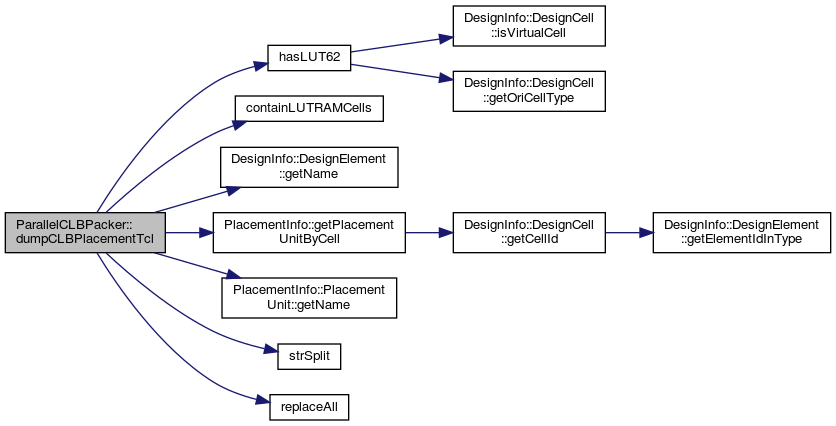 ParallelCLBPacker::
dumpCLBPlacementTcl
hasLUT62
DesignInfo::DesignCell
::isVirtualCell
DesignInfo::DesignCell
::getOriCellType
containLUTRAMCells
DesignInfo::DesignElement
::getName
PlacementInfo::getPlacement
UnitByCell
DesignInfo::DesignCell
::getCellId
DesignInfo::DesignElement
::getElementIdInType
PlacementInfo::Placement
Unit::getName
strSplit
replaceAll